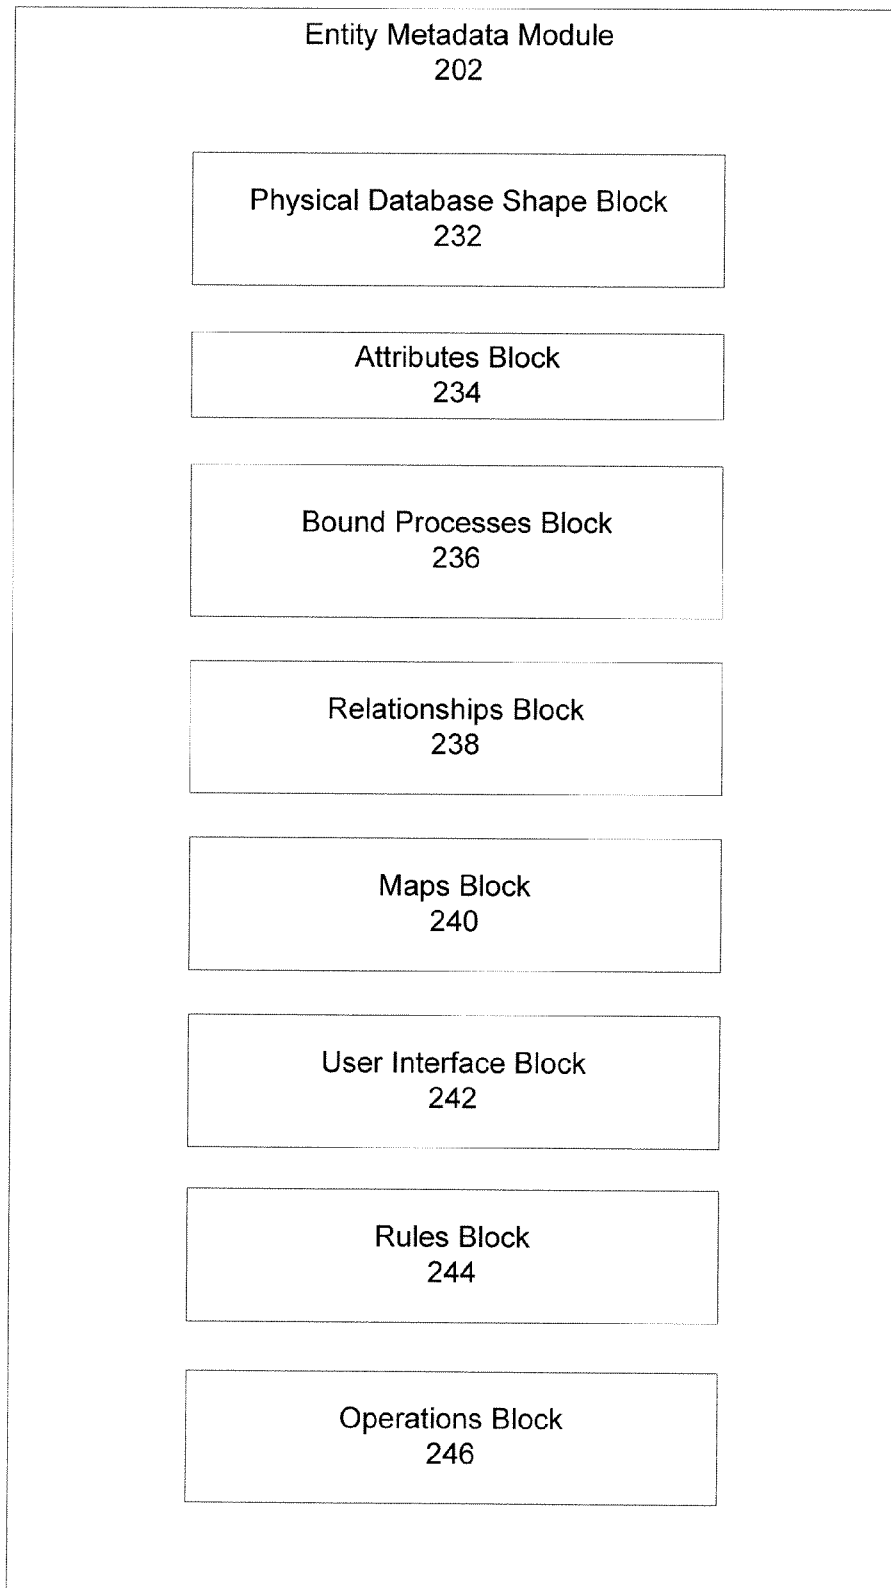 Entity Metadata Module
202
Physical Database Shape Block
232
Attributes Block
234
Bound Processes Block
236
Relationships Block
238
Maps Block
240
User Interface Block
242
Rules Block
244
Operations Block
246